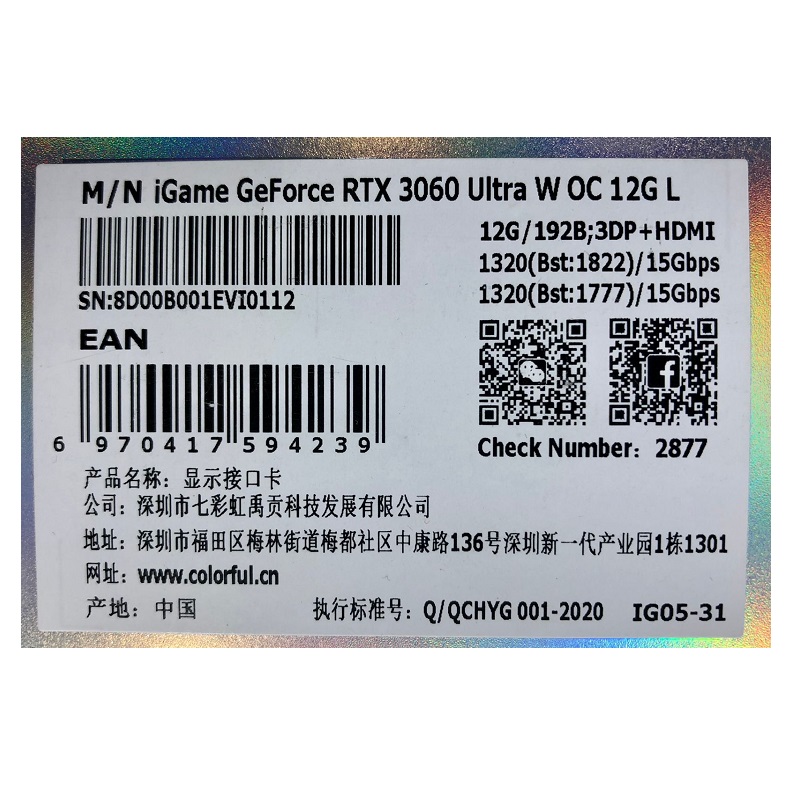 M/N iGame GeForce RTX 3060 Ultra W OC 12G L
12G/192B;3DP+HDMI
1320(Bst:1822)/15Gbps
1320(Bst:1777)/15Gbps
SN:8D00B001EVI0112
EAN
6 970417 594239
Check Number: 2877
产品名称: 显示接口卡
公司: 深圳市七彩虹禹贡科技发展有限公司
地址: 深圳市福田区梅林街道梅都社区中康路136号深圳新一代产业园1栋1301
网址: www.colorful.cn
产地: 中国 执行标准号: Q/QCHYG 001-2020 IG05-31